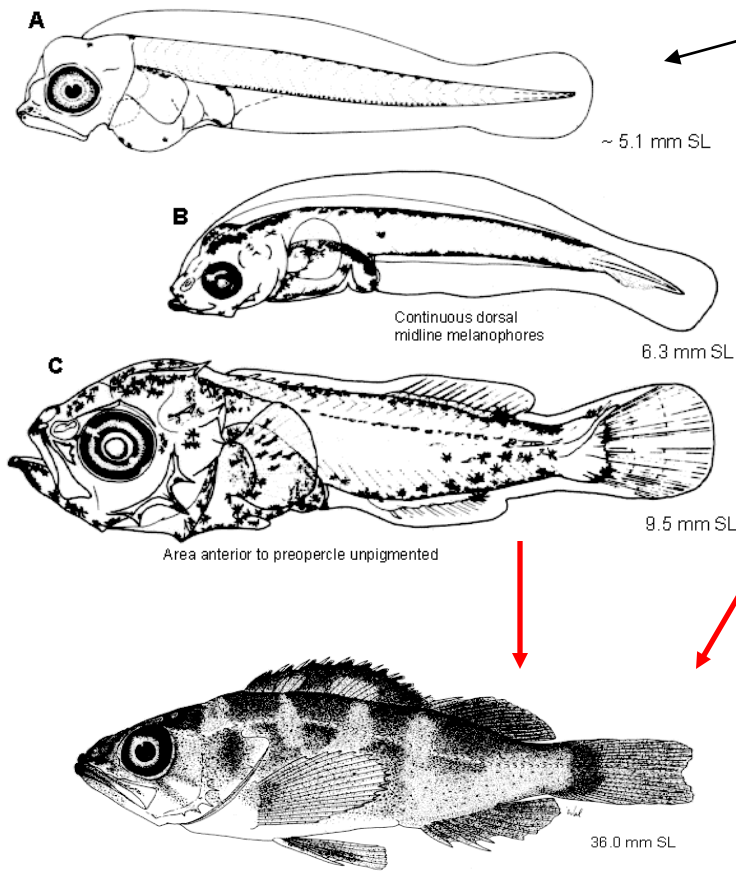 A
~ 5.1 mm SL
B
Continuous dorsal
midline melanophores
6.3 mm SL
C
9.5 mm SL
Area anterior to preopercle unpigmented
36.0 mm SL